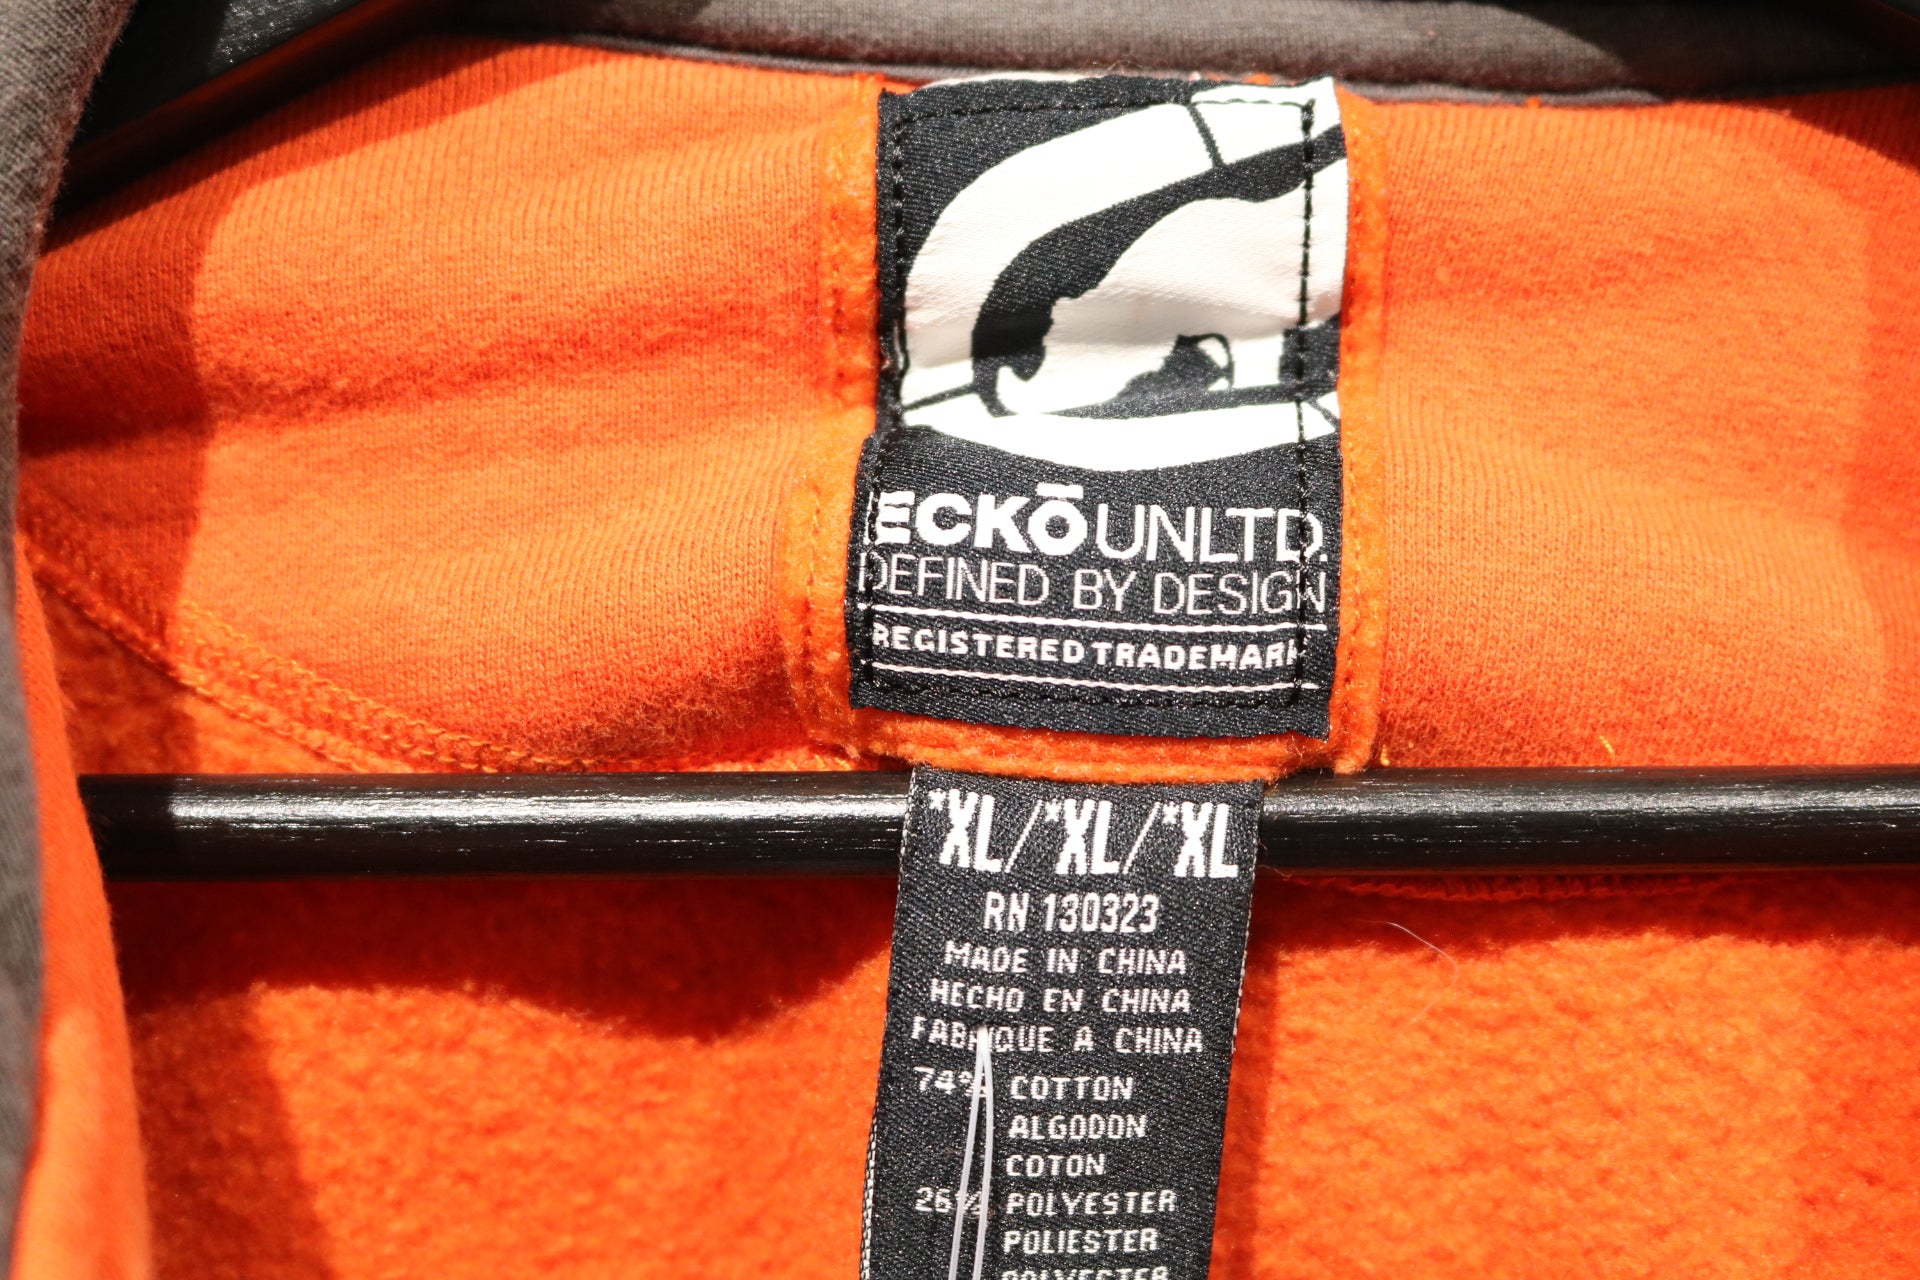 ECKŌ UNLTD.
DEFINED BY DESIGN
REGISTERED TRADEMARK
*XL/*XL/*XL
RN 130323
MADE IN CHINA
HECHO EN CHINA
FABRIQUE A CHINA
74% COTTON
ALGODON
COTON
26% POLYESTER
POLIESTER
POLYESTER